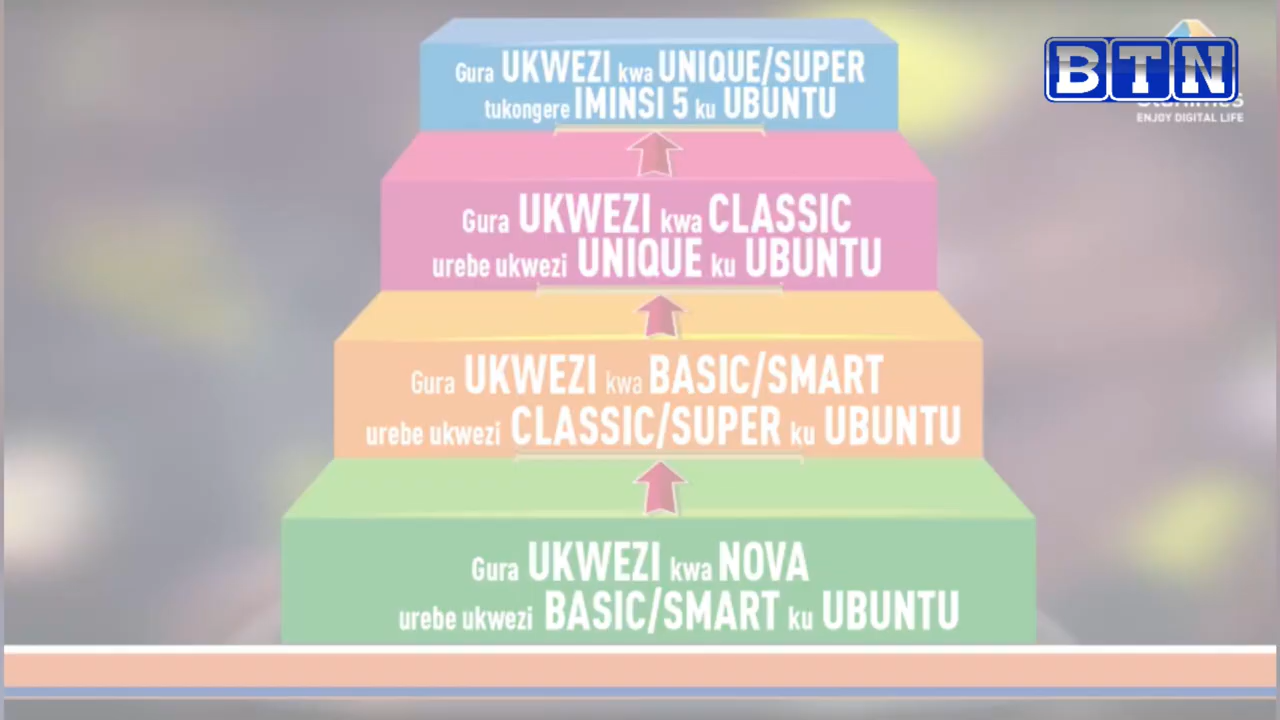 BTN
ENJOY DIGITAL LIFE
Gura UKWEZI kwa UNIQUE/SUPER
tukongere IMINSI 5 ku UBUNTU
Gura UKWEZI kwa CLASSIC
urebe ukwezi UNIQUE ku UBUNTU
Gura UKWEZI kwa BASIC/SMART
urebe ukwezi CLASSIC/SUPER ku UBUNTU
Gura UKWEZI kwa NOVA
urebe ukwezi BASIC/SMART ku UBUNTU